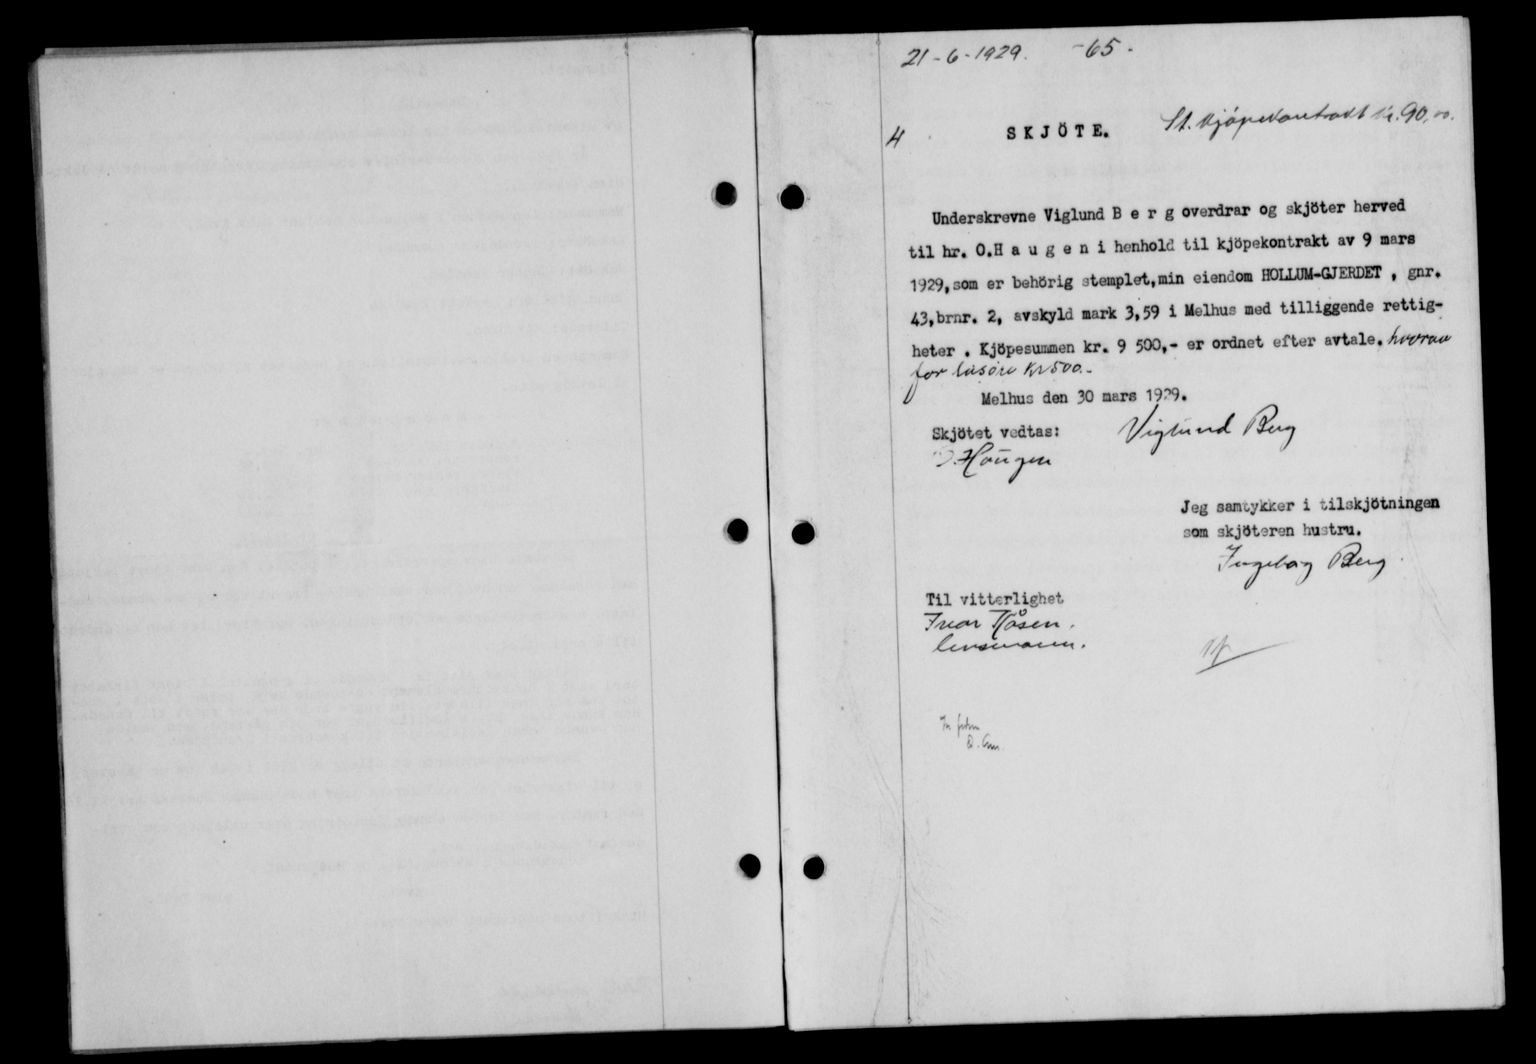 21-6-1929. -65-
St. kjöpekontrakt kr. 90,00.
4
SKJÖTE.
Underskrevne Viglund B e r g overdrar og skjöter herved
til hr. O.H a u g e n i henhold til kjöpekontrakt av 9 mars
1929,som er behörig stemplet,min eiendom HOLLUM-GJERDET , gnr.
43,brnr. 2, avskyld mark 3,59 i Melhus med tilliggende rettig-
heter . Kjöpesummen kr. 9 500,- er ordnet efter avtale. hvorav
for lösöre kr 500.-
Melhus den 30 mars 1929.
Skjötet vedtas: Viglund Berg
O. Haugen
Jeg samtykker i tilskjötningen
som skjöteren hustru.
Ingeborg Berg.
Til vitterlighet
Ivar Kåsen.
lensmann.